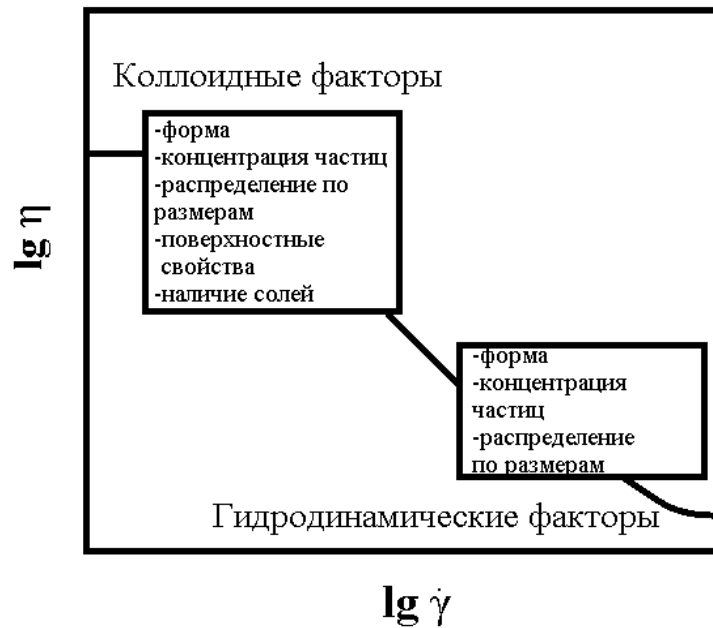 Коллоидные факторы
-форма
-концентрация частиц
-распределение по
размерам
-поверхностные
свойства
-наличие солей
lg η
-форма
-концентрация
частиц
-распределение
по размерам
Гидродинамические факторы
lg γ̇